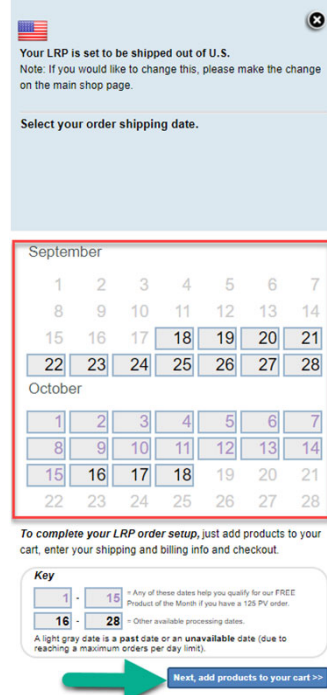 Your LRP is set to be shipped out of U.S.
Note: If you would like to change this, please make the change
on the main shop page.
Select your order shipping date.
September
1 2 3 4 5 6 7
8 9 10 11 12 13 14
15 16 17 18 19 20 21
22 23 24 25 26 27 28
October
1 2 3 4 5 6 7
8 9 10 11 12 13 14
15 16 17 18 19 20 21
22 23 24 25 26 27 28
To complete your LRP order setup, just add products to your
cart, enter your shipping and billing info and checkout.
Key
1 - 15 = Any of these dates help you qualify for our FREE
Product of the Month if you have a 125 PV order.
16 - 28 = Other available processing dates.
A light gray date is a past date or an unavailable date (due to
reaching a maximum orders per day limit).
Next, add products to your cart >>